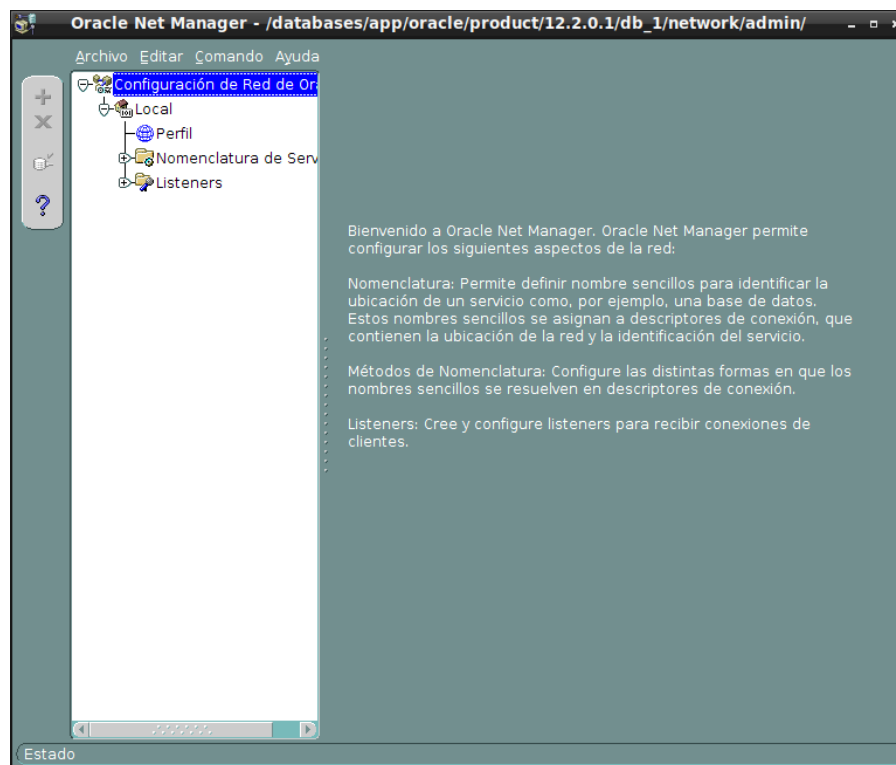 Oracle Net Manager - /databases/app/oracle/product/12.2.0.1/db_1/network/admin/
Archivo Editar Comando Ayuda
Configuración de Red de Or
Local
Perfil
Nomenclatura de Serv
Listeners
Bienvenido a Oracle Net Manager. Oracle Net Manager permite
configurar los siguientes aspectos de la red:
Nomenclatura: Permite definir nombre sencillos para identificar la
ubicación de un servicio como, por ejemplo, una base de datos.
Estos nombres sencillos se asignan a descriptores de conexión, que
contienen la ubicación de la red y la identificación del servicio.
Métodos de Nomenclatura: Configure las distintas formas en que los
nombres sencillos se resuelven en descriptores de conexión.
Listeners: Cree y configure listeners para recibir conexiones de
clientes.
Estado